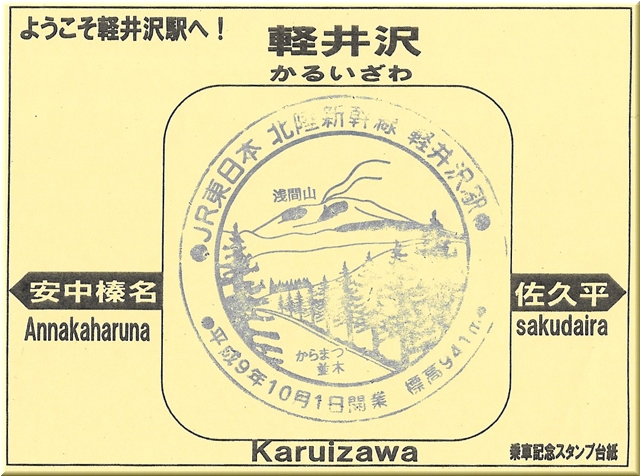 ようこそ軽井沢駅へ！
軽井沢
かるいざわ
JR東日本 北陸新幹線 軽井沢駅
浅間山
安中榛名
Annakaharuna
佐久平
sakudaira
からまつ
並木
平成9年10月1日開業 標高941m
Karuizawa
乗車記念スタンプ台紙